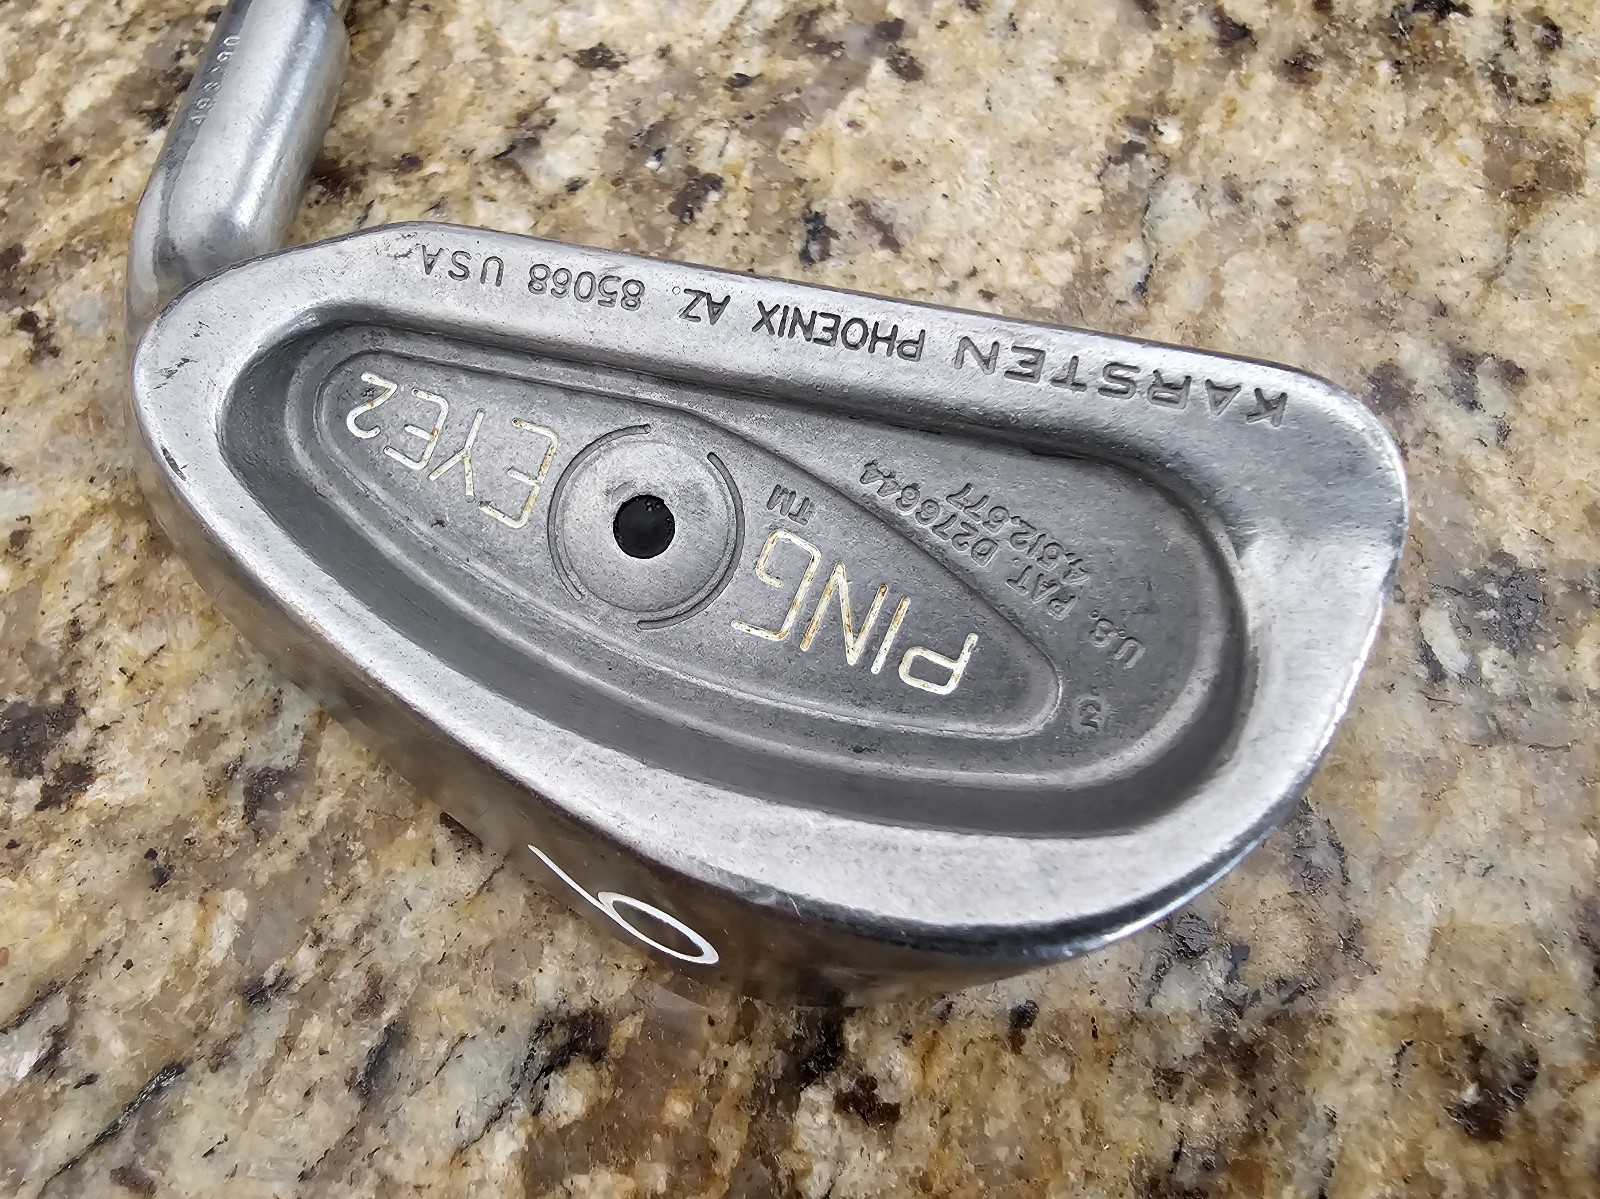 KARSTEN PHOENIX AZ. 85068 USA
U.S. PAT. D276644
4,512,577
PING EYE2
TM
9